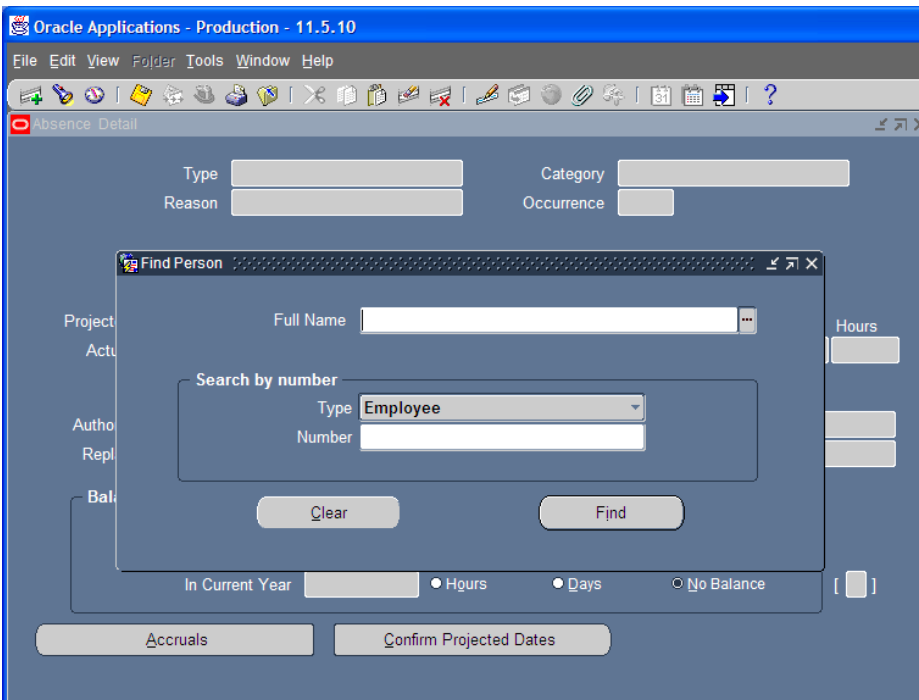 Oracle Applications - Production - 11.5.10
File Edit View Folder Tools Window Help
31
?
Absence Detail
Type
Category
Reason
Occurrence
Find Person
Full Name
...
Project
Hours
Actu
Search by number
Type Employee
Number
Autho
Repl
Bala
Clear
Find
In Current Year
Hours
Days
No Balance
[ ]
Accruals
Confirm Projected Dates